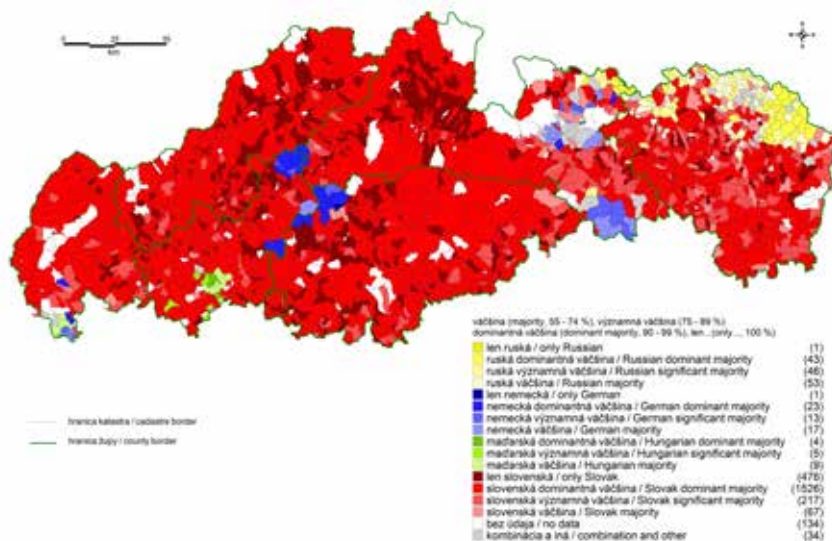 0
km
väčšina (majority, 55 - 74 %), významná väčšina (75 - 89 %)
dominantná väčšina (dominant majority, 90 - 99 %), len... (only ..., 100 %)
len ruská / only Russian (1)
ruská dominantná väčšina / Russian dominant majority (43)
ruská významná väčšina / Russian significant majority (46)
ruská väčšina / Russian majority (53)
len nemecká / only German (1)
nemecká dominantná väčšina / German dominant majority (23)
nemecká významná väčšina / German significant majority (13)
nemecká väčšina / German majority (17)
maďarská dominantná väčšina / Hungarian dominant majority (4)
maďarská významná väčšina / Hungarian significant majority (5)
maďarská väčšina / Hungarian majority (9)
len slovenská / only Slovak (476)
slovenská dominantná väčšina / Slovak dominant majority (1526)
slovenská významná väčšina / Slovak significant majority (217)
slovenská väčšina / Slovak majority (67)
bez údaja / no data (134)
kombinácia a iná / combination and other (34)
hranica katastra / cadastre border
hranica župy / county border